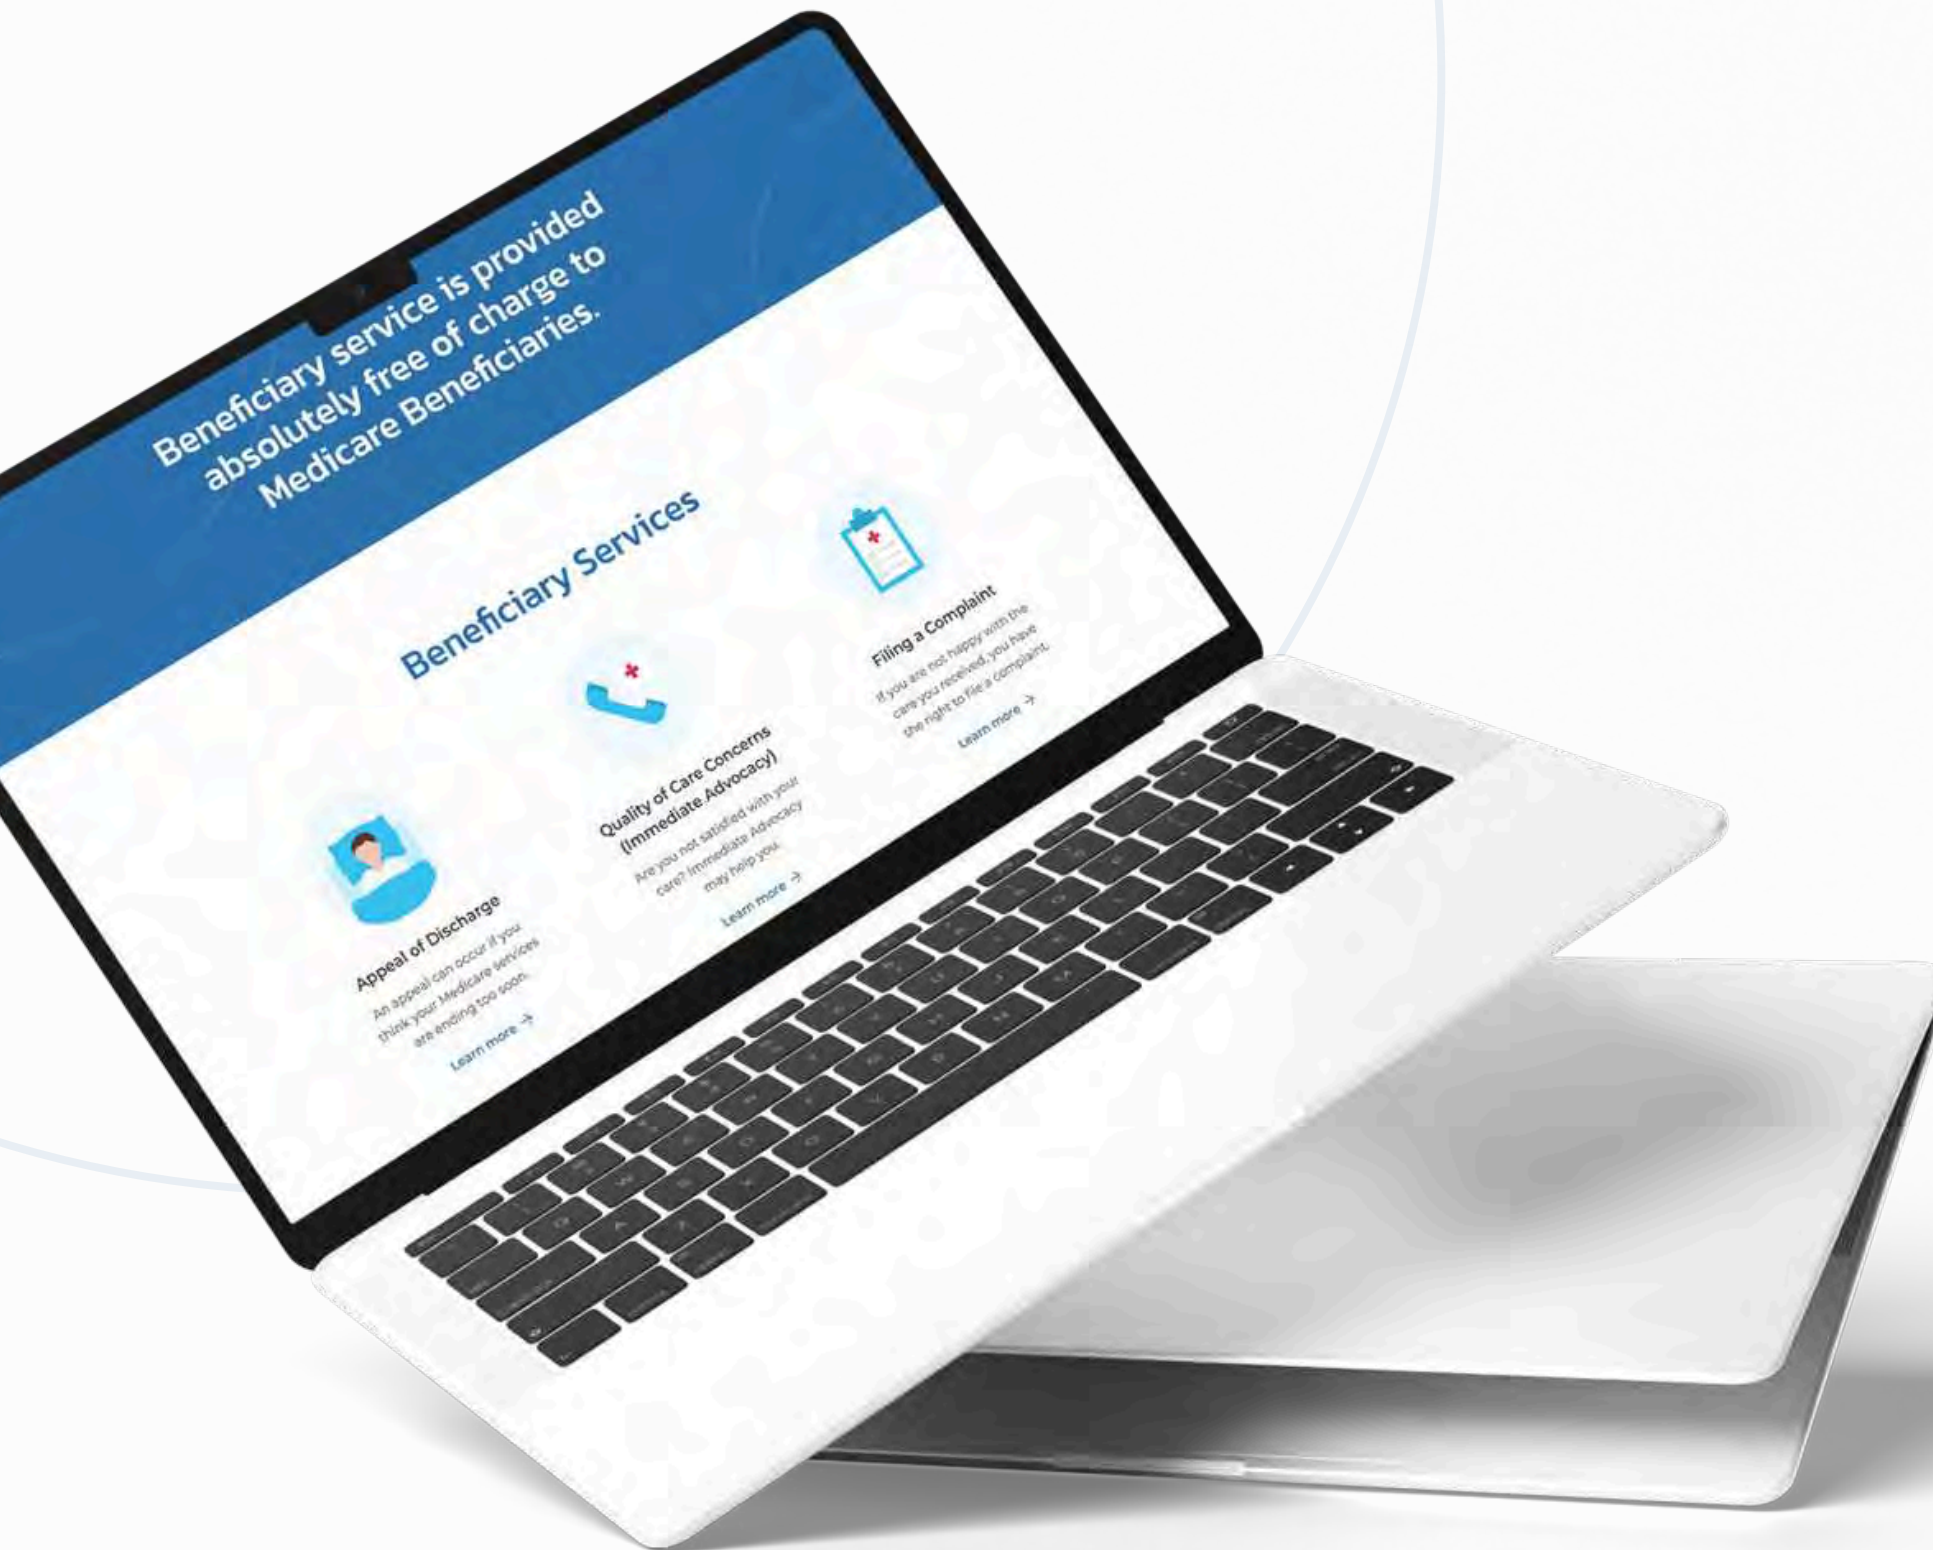 Beneficiary service is provided
absolutely free of charge to
Medicare Beneficiaries.
Beneficiary Services
Appeal of Discharge
An appeal can occur if you
think your Medicare services
are ending too soon.
Learn more →
Quality of Care Concerns
(Immediate Advocacy)
Are you not satisfied with your
care? Immediate Advocacy
may help you.
Learn more →
Filing a Complaint
If you are not happy with the
care you received, you have
the right to file a complaint.
Learn more →